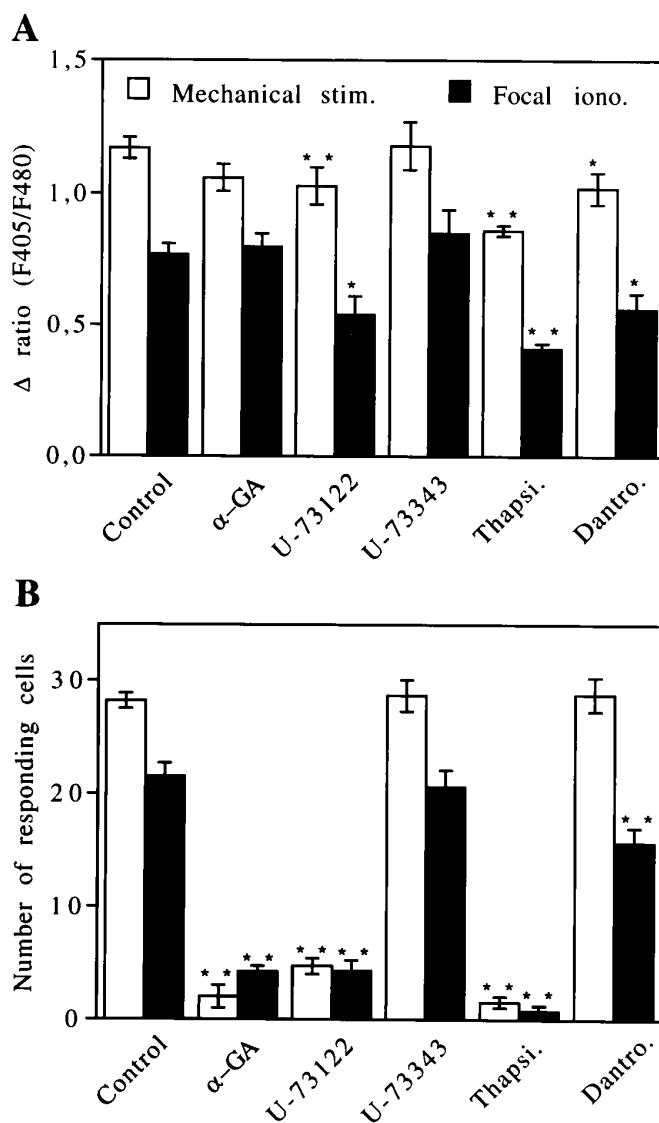 A
1,5
Mechanical stim. Focal iono.
1,0
0,5
0,0
Δ ratio (F405/F480)
* *
*
* *
* *
*
*
Control
α-GA
U-73122
U-73343
Thapsi.
Dantro.
B
30
20
10
0
Number of responding cells
* *
* *
* *
* *
* *
* *
* *
Control
α-GA
U-73122
U-73343
Thapsi.
Dantro.